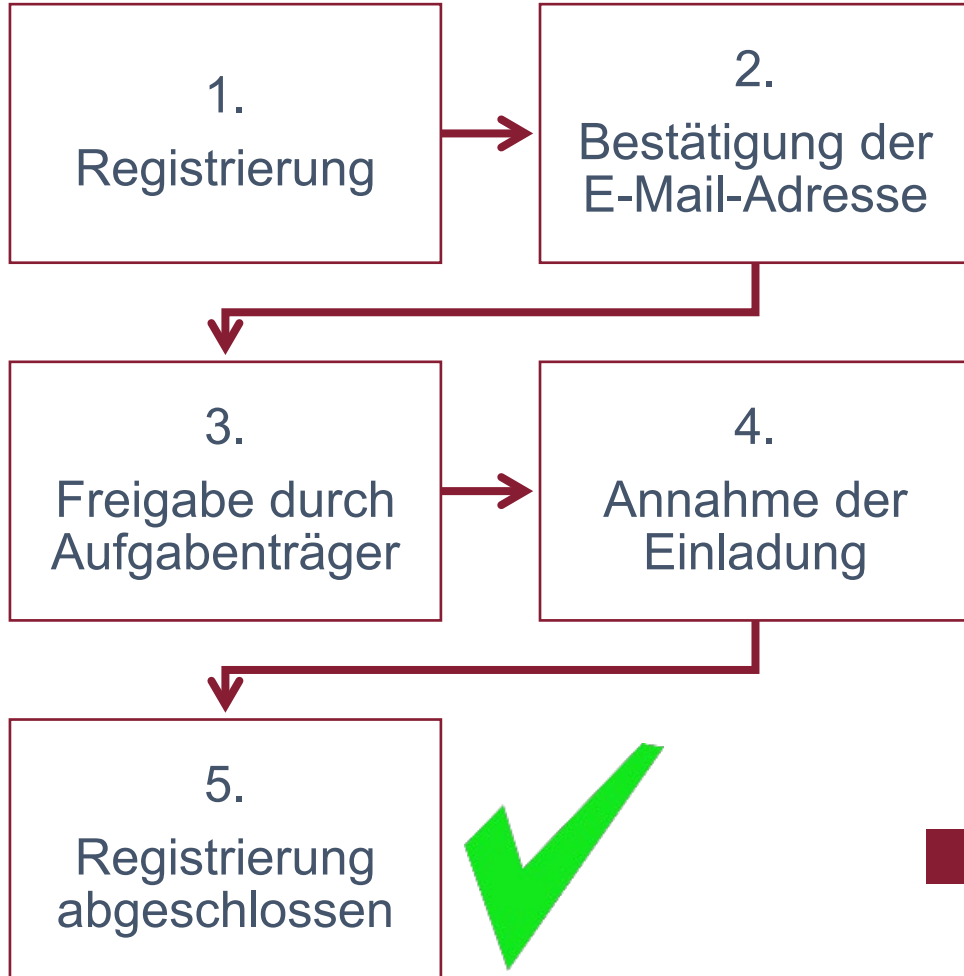 1.
Registrierung
2.
Bestätigung der
E-Mail-Adresse
3.
Freigabe durch
Aufgabenträger
4.
Annahme der
Einladung
5.
Registrierung
abgeschlossen